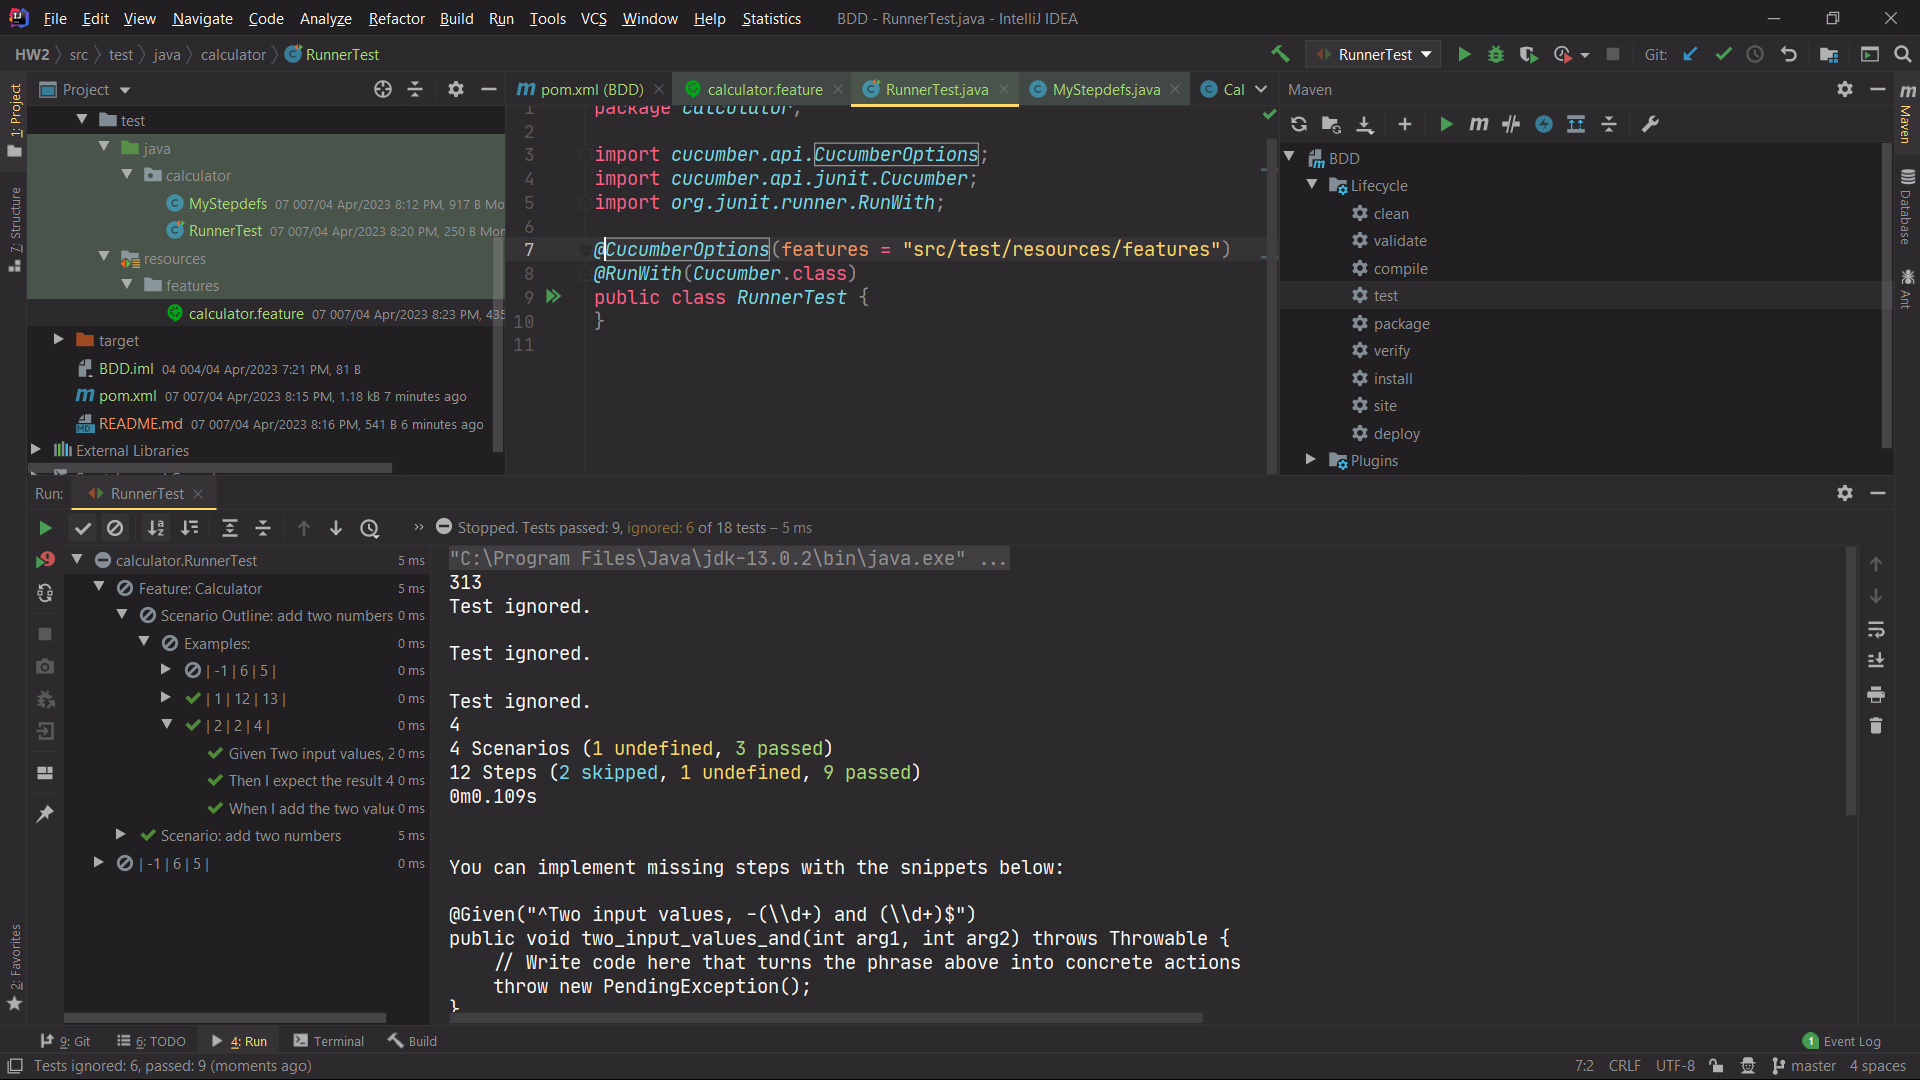 File Edit View Navigate Code Analyze Refactor Build Run Tools VCS Window Help Statistics BDD - RunnerTest.java - IntelliJ IDEA
HW2 src test java calculator RunnerTest
RunnerTest Git:
1: Project
7: Structure
2: Favorites
Project
test
java
calculator
MyStepdefs 07 007/04 Apr/2023 8:12 PM, 917 B Mo
RunnerTest 07 007/04 Apr/2023 8:20 PM, 250 B Mor
resources
features
calculator.feature 07 007/04 Apr/2023 8:23 PM, 435
target
BDD.iml 04 004/04 Apr/2023 7:21 PM, 81 B
pom.xml 07 007/04 Apr/2023 8:15 PM, 1.18 kB 7 minutes ago
README.md 07 007/04 Apr/2023 8:16 PM, 541 B 6 minutes ago
External Libraries
pom.xml (BDD) calculator.feature RunnerTest.java MyStepdefs.java Cal
1 package calculator;
2
3 import cucumber.api.CucumberOptions;
4 import cucumber.api.junit.Cucumber;
5 import org.junit.runner.RunWith;
6
7 @CucumberOptions(features = "src/test/resources/features")
8 @RunWith(Cucumber.class)
9 public class RunnerTest {
10 }
11
Maven
BDD
Lifecycle
clean
validate
compile
test
package
verify
install
site
deploy
Plugins
Maven
Database
Ant
Run: RunnerTest
Stopped. Tests passed: 9, ignored: 6 of 18 tests – 5 ms
calculator.RunnerTest 5 ms
Feature: Calculator 5 ms
Scenario Outline: add two numbers 0 ms
Examples: 0 ms
| -1 | 6 | 5 | 0 ms
| 1 | 12 | 13 | 0 ms
| 2 | 2 | 4 | 0 ms
Given Two input values, 2 0 ms
Then I expect the result 4 0 ms
When I add the two value 0 ms
Scenario: add two numbers 5 ms
| -1 | 6 | 5 | 0 ms
"C:\Program Files\Java\jdk-13.0.2\bin\java.exe" ...
313
Test ignored.
Test ignored.
Test ignored.
4
4 Scenarios (1 undefined, 3 passed)
12 Steps (2 skipped, 1 undefined, 9 passed)
0m0.109s
You can implement missing steps with the snippets below:
@Given("^Two input values, -(\\d+) and (\\d+)$")
public void two_input_values_and(int arg1, int arg2) throws Throwable {
// Write code here that turns the phrase above into concrete actions
throw new PendingException();
}
9: Git 6: TODO 4: Run Terminal Build 1 Event Log
Tests ignored: 6, passed: 9 (moments ago) 7:2 CRLF UTF-8 master 4 spaces